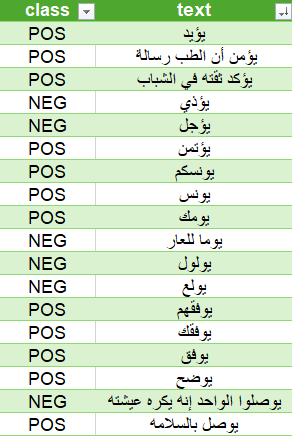 class text
POS يؤيد
POS يؤمن أن الطب رسالة
POS يؤكد ثقته في الشباب
NEG يؤذي
NEG يؤجل
POS يؤتمن
POS يونسكم
POS يونس
POS يومك
NEG يوما للعار
NEG يولول
NEG يولع
POS يوفقهم
POS يوفقك
POS يوفق
POS يوضح
NEG يوصلوا الواحد إنه يكره عيشته
POS يوصل بالسلامه